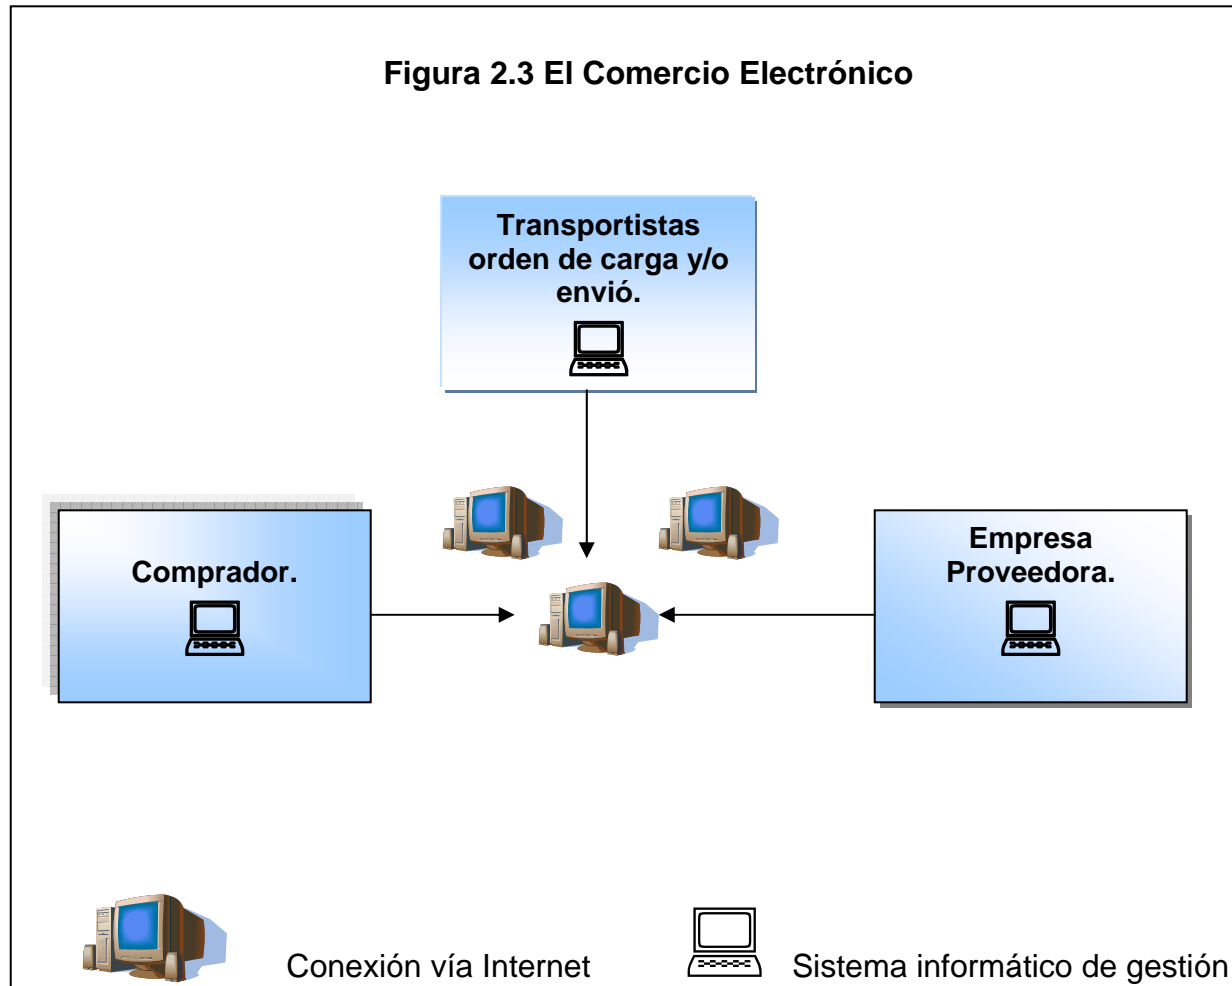 Figura 2.3 El Comercio Electrónico
Transportistas
orden de carga y/o
envió.
Comprador.
Empresa
Proveedora.
Conexión vía Internet
Sistema informático de gestión